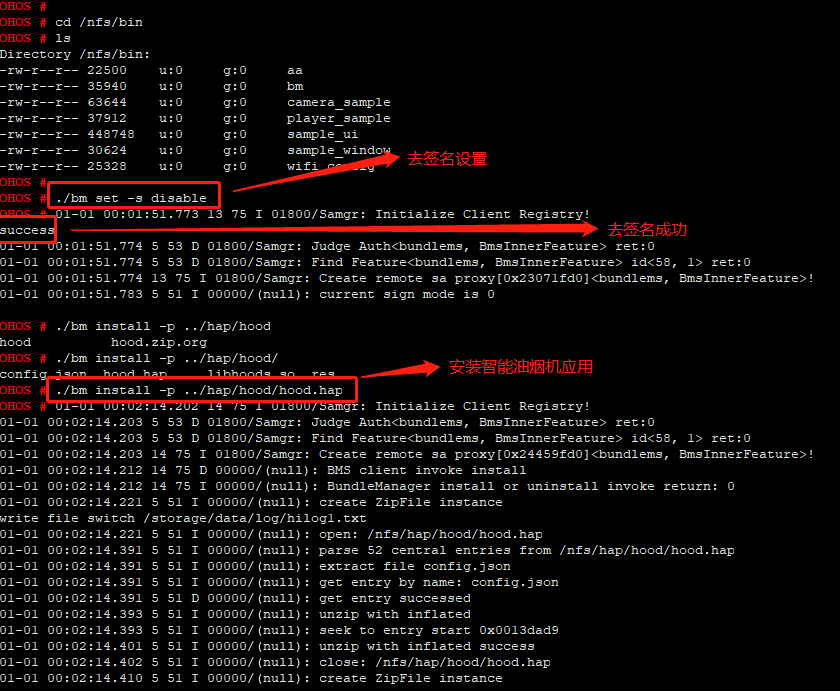 OHOS #
OHOS # cd /nfs/bin
OHOS # ls
Directory /nfs/bin:
-rw-r--r-- 22500 u:0 g:0 aa
-rw-r--r-- 35940 u:0 g:0 bm
-rw-r--r-- 63644 u:0 g:0 camera_sample
-rw-r--r-- 37912 u:0 g:0 player_sample
-rw-r--r-- 448748 u:0 g:0 sample_ui
-rw-r--r-- 30624 u:0 g:0 sample_window
去签名设置
-rw-r--r-- 25328 u:0 g:0 wifi_config
OHOS #
OHOS # ./bm set -s disable
OHOS # 01-01 00:01:51.773 13 75 I 01800/Samgr: Initialize Client Registry!
success
去签名成功
01-01 00:01:51.774 5 53 D 01800/Samgr: Judge Auth<bundlems, BmsInnerFeature> ret:0
01-01 00:01:51.774 5 53 D 01800/Samgr: Find Feature<bundlems, BmsInnerFeature> id<58, 1> ret:0
01-01 00:01:51.774 13 75 I 01800/Samgr: Create remote sa proxy[0x23071fd0]<bundlems, BmsInnerFeature>!
01-01 00:01:51.783 5 51 I 00000/(null): current sign mode is 0
OHOS # ./bm install -p ../hap/hood
hood hood.zip.org
OHOS # ./bm install -p ../hap/hood/
config.json hood.hap libhoods.so res
安装智能油烟机应用
OHOS # ./bm install -p ../hap/hood/hood.hap
OHOS # 01-01 00:02:14.202 14 75 I 01800/Samgr: Initialize Client Registry!
01-01 00:02:14.203 5 53 D 01800/Samgr: Judge Auth<bundlems, BmsInnerFeature> ret:0
01-01 00:02:14.203 5 53 D 01800/Samgr: Find Feature<bundlems, BmsInnerFeature> id<58, 1> ret:0
01-01 00:02:14.203 14 75 I 01800/Samgr: Create remote sa proxy[0x24459fd0]<bundlems, BmsInnerFeature>!
01-01 00:02:14.212 14 75 D 00000/(null): BMS client invoke install
01-01 00:02:14.212 14 75 I 00000/(null): BundleManager install or uninstall invoke return: 0
01-01 00:02:14.221 5 51 I 00000/(null): create ZipFile instance
write file switch /storage/data/log/hilog1.txt
01-01 00:02:14.221 5 51 I 00000/(null): open: /nfs/hap/hood/hood.hap
01-01 00:02:14.391 5 51 I 00000/(null): parse 52 central entries from /nfs/hap/hood/hood.hap
01-01 00:02:14.391 5 51 I 00000/(null): extract file config.json
01-01 00:02:14.391 5 51 I 00000/(null): get entry by name: config.json
01-01 00:02:14.391 5 51 D 00000/(null): get entry successed
01-01 00:02:14.393 5 51 I 00000/(null): unzip with inflated
01-01 00:02:14.393 5 51 I 00000/(null): seek to entry start 0x0013dad9
01-01 00:02:14.401 5 51 I 00000/(null): unzip with inflated success
01-01 00:02:14.402 5 51 I 00000/(null): close: /nfs/hap/hood/hood.hap
01-01 00:02:14.410 5 51 I 00000/(null): create ZipFile instance